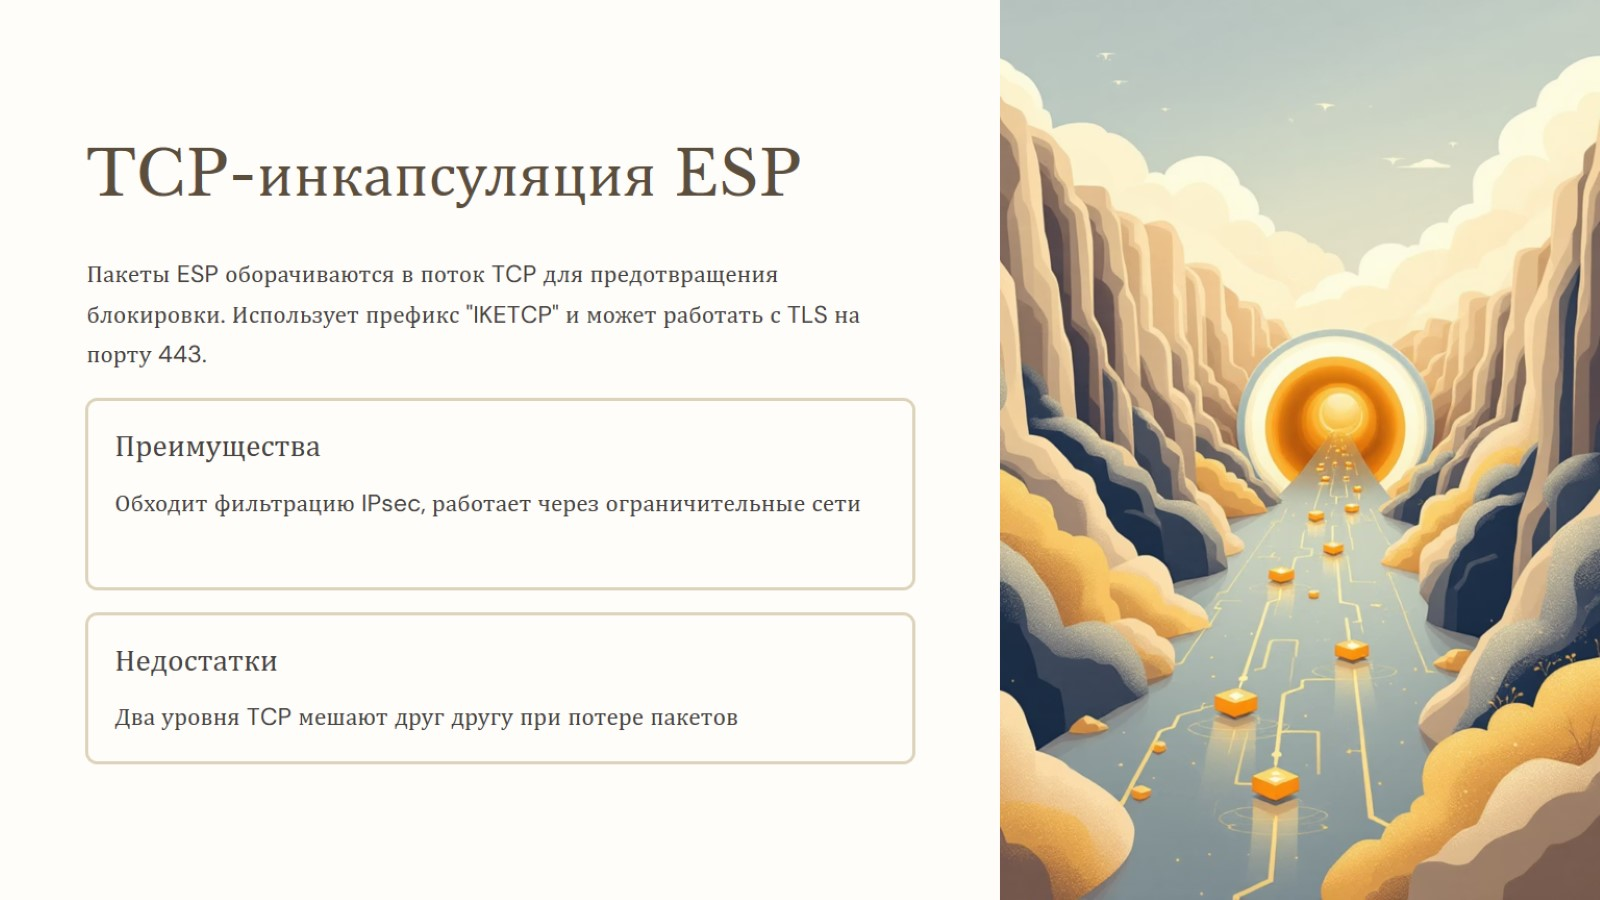 TCP-инкапсуляция ESP
Пакеты ESP оборачиваются в поток TCP для предотвращения
блокировки. Использует префикс "IKETCP" и может работать с TLS на
порту 443.
Преимущества
Обходит фильтрацию IPsec, работает через ограничительные сети
Недостатки
Два уровня TCP мешают друг другу при потере пакетов